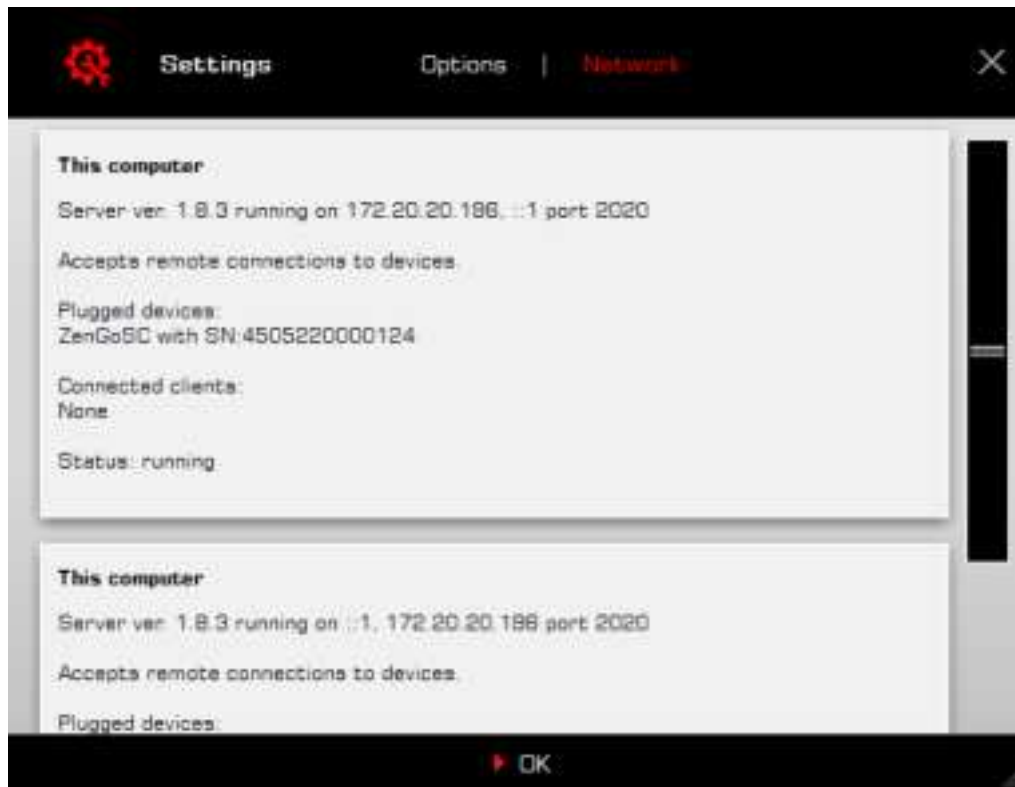 Settings
Options | Network
This computer
Server ver. 1.8.3 running on 172.20.20.186, ::1 port 2020
Accepts remote connections to devices.
Plugged devices:
ZenGoSC with SN:4505220000124
Connected clients:
None
Status: running
This computer
Server ver. 1.8.3 running on ::1, 172.20.20.186 port 2020
Accepts remote connections to devices.
Plugged devices:
OK